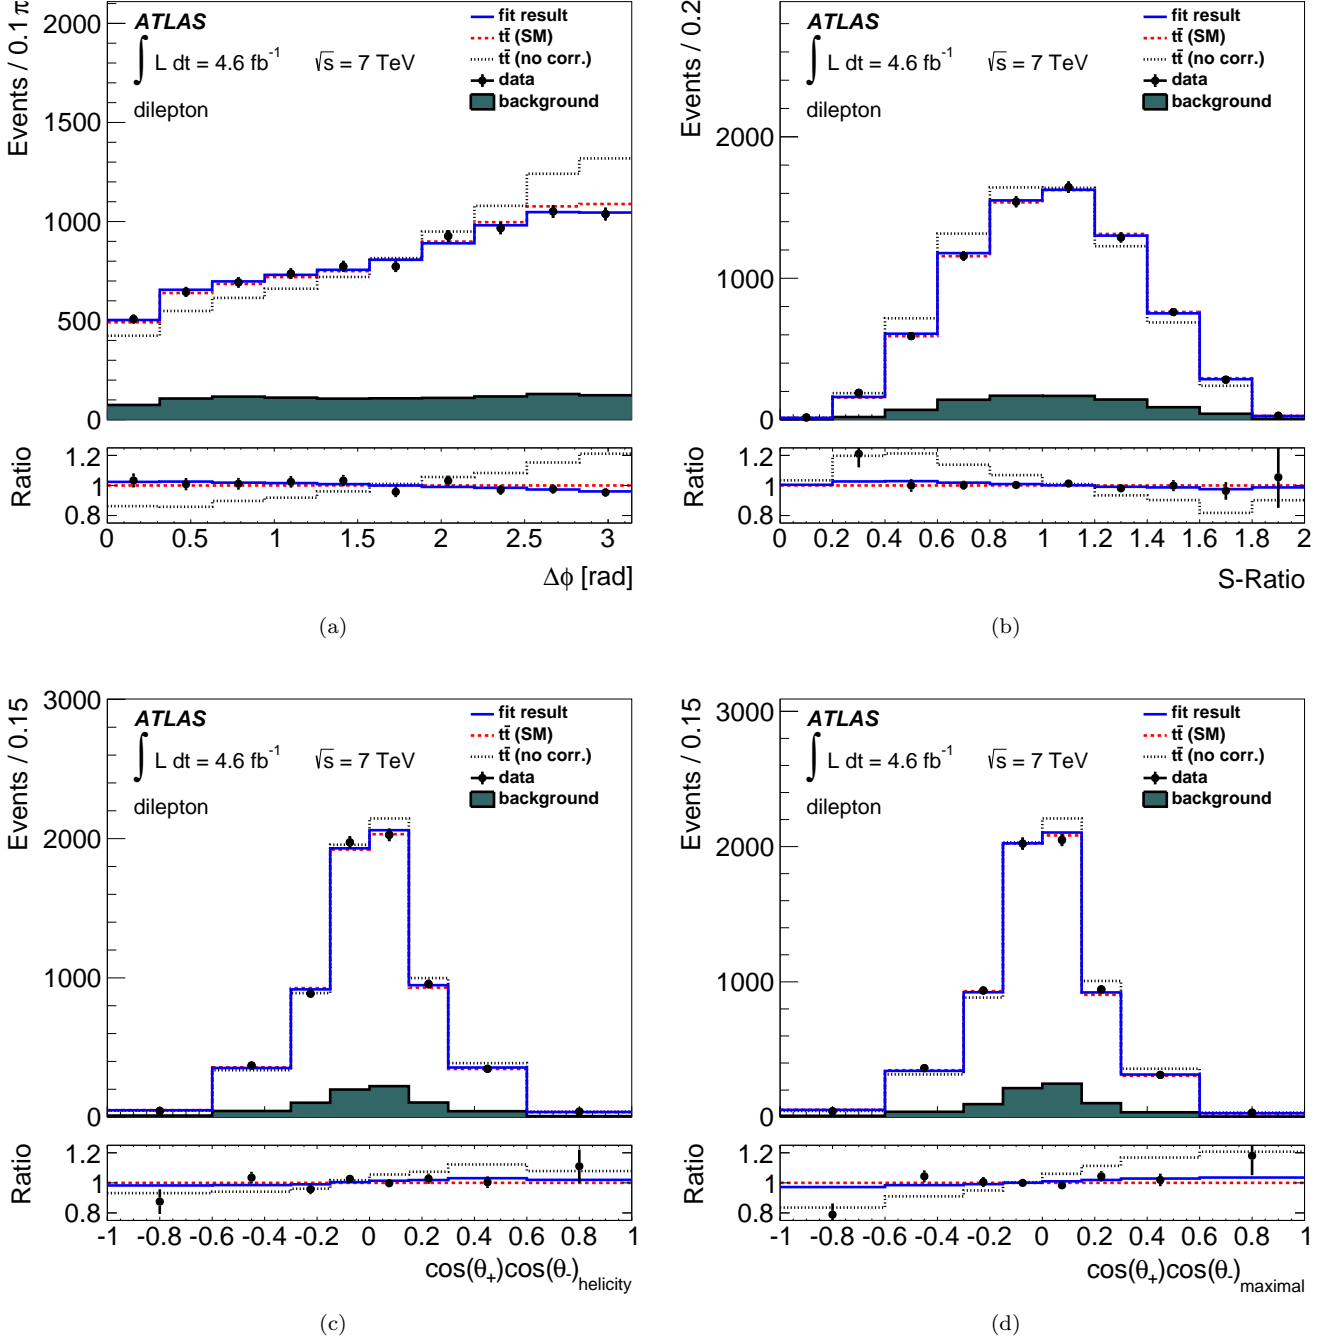 Events / 0.1 π
2000
1500
1000
500
0
ATLAS
∫ L dt = 4.6 fb⁻¹ √s = 7 TeV
dilepton
fit result
tt̄ (SM)
tt̄ (no corr.)
data
background
Ratio
1.2
1
0.8
0 0.5 1 1.5 2 2.5 3
Δϕ [rad]
(a)
Events / 0.2
2000
1000
0
ATLAS
∫ L dt = 4.6 fb⁻¹ √s = 7 TeV
dilepton
fit result
tt̄ (SM)
tt̄ (no corr.)
data
background
Ratio
1.2
1
0.8
0 0.2 0.4 0.6 0.8 1 1.2 1.4 1.6 1.8 2
S-Ratio
(b)
Events / 0.15
3000
2000
1000
0
ATLAS
∫ L dt = 4.6 fb⁻¹ √s = 7 TeV
dilepton
fit result
tt̄ (SM)
tt̄ (no corr.)
data
background
Ratio
1.2
1
0.8
-1 -0.8 -0.6 -0.4 -0.2 0 0.2 0.4 0.6 0.8 1
cos(θ₊)cos(θ₋)helicity
(c)
Events / 0.15
3000
2000
1000
0
ATLAS
∫ L dt = 4.6 fb⁻¹ √s = 7 TeV
dilepton
fit result
tt̄ (SM)
tt̄ (no corr.)
data
background
Ratio
1.2
1
0.8
-1 -0.8 -0.6 -0.4 -0.2 0 0.2 0.4 0.6 0.8 1
cos(θ₊)cos(θ₋)maximal
(d)